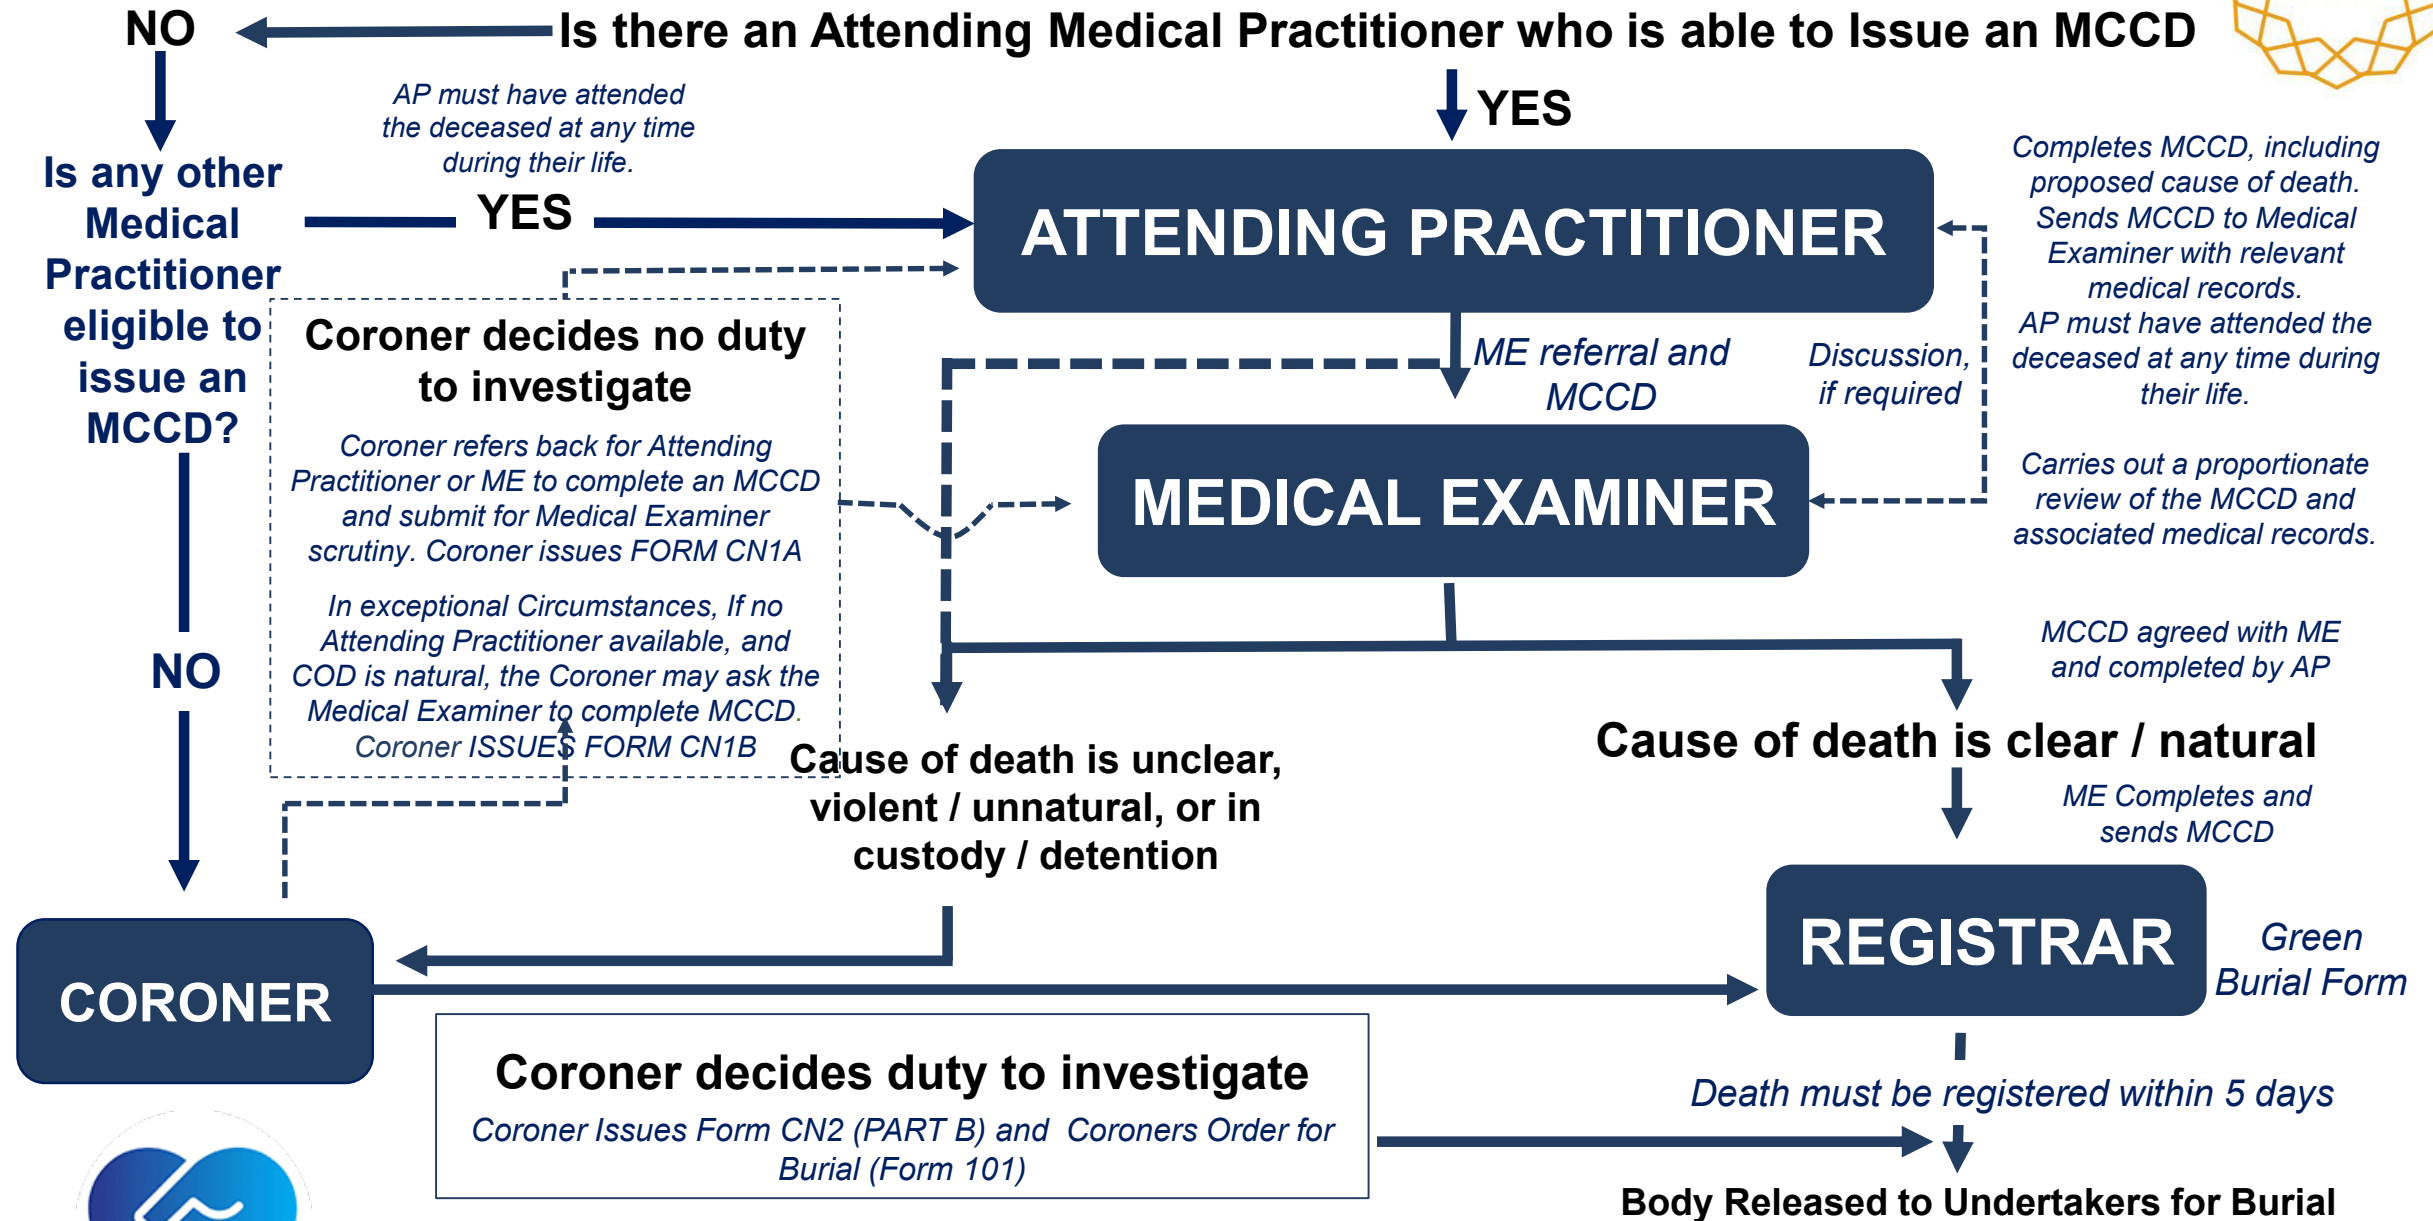 Is there an Attending Medical Practitioner who is able to Issue an MCCD
NO
YES
AP must have attended
the deceased at any time
during their life.
Is any other
Medical
Practitioner
eligible to
issue an
MCCD?
YES
ATTENDING PRACTITIONER
Completes MCCD, including
proposed cause of death.
Sends MCCD to Medical
Examiner with relevant
medical records.
AP must have attended the
deceased at any time during
their life.
Coroner decides no duty
to investigate
Coroner refers back for Attending
Practitioner or ME to complete an MCCD
and submit for Medical Examiner
scrutiny. Coroner issues FORM CN1A
In exceptional Circumstances, If no
Attending Practitioner available, and
COD is natural, the Coroner may ask the
Medical Examiner to complete MCCD.
Coroner ISSUES FORM CN1B
ME referral and
MCCD
Discussion,
if required
MEDICAL EXAMINER
Carries out a proportionate
review of the MCCD and
associated medical records.
NO
MCCD agreed with ME
and completed by AP
Cause of death is unclear,
violent / unnatural, or in
custody / detention
Cause of death is clear / natural
ME Completes and
sends MCCD
CORONER
REGISTRAR
Green
Burial Form
Coroner decides duty to investigate
Coroner Issues Form CN2 (PART B) and Coroners Order for
Burial (Form 101)
Death must be registered within 5 days
Body Released to Undertakers for Burial